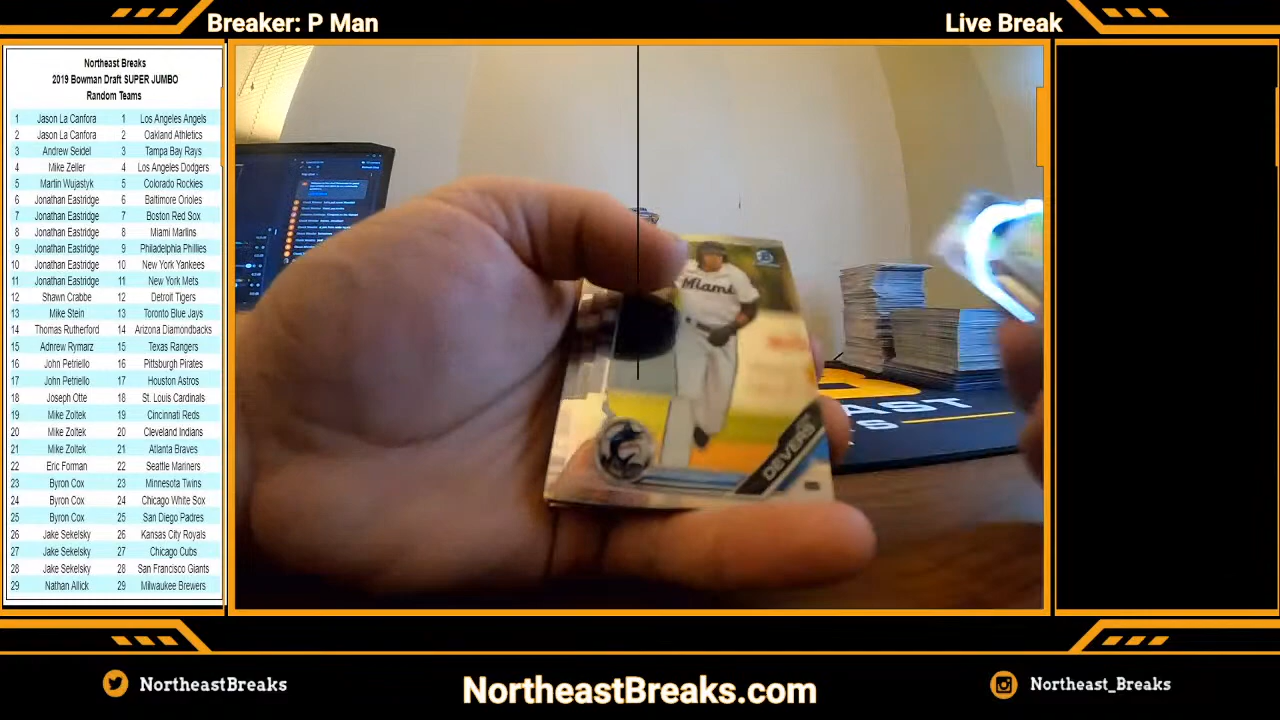 Breaker: P Man
Live Break
Northeast Breaks
2019 Bowman Draft SUPER JUMBO
Random Teams
1 Jason La Canfora 1 Los Angeles Angels
2 Jason La Canfora 2 Oakland Athletics
3 Andrew Seidel 3 Tampa Bay Rays
4 Mike Zeller 4 Los Angeles Dodgers
5 Martin Wujastyk 5 Colorado Rockies
6 Jonathan Eastridge 6 Baltimore Orioles
7 Jonathan Eastridge 7 Boston Red Sox
8 Jonathan Eastridge 8 Miami Marlins
9 Jonathan Eastridge 9 Philadelphia Phillies
10 Jonathan Eastridge 10 New York Yankees
11 Jonathan Eastridge 11 New York Mets
12 Shawn Crabbe 12 Detroit Tigers
13 Mike Stein 13 Toronto Blue Jays
14 Thomas Rutherford 14 Arizona Diamondbacks
15 Adnrew Rymarz 15 Texas Rangers
16 John Petriello 16 Pittsburgh Pirates
17 John Petriello 17 Houston Astros
18 Joseph Otte 18 St. Louis Cardinals
19 Mike Zoltek 19 Cincinnati Reds
20 Mike Zoltek 20 Cleveland Indians
21 Mike Zoltek 21 Atlanta Braves
22 Eric Forman 22 Seattle Mariners
23 Byron Cox 23 Minnesota Twins
24 Byron Cox 24 Chicago White Sox
25 Byron Cox 25 San Diego Padres
26 Jake Sekelsky 26 Kansas City Royals
27 Jake Sekelsky 27 Chicago Cubs
28 Jake Sekelsky 28 San Francisco Giants
29 Nathan Allick 29 Milwaukee Brewers
Miami
DEVERS
AST
NortheastBreaks
NortheastBreaks.com
Northeast_Breaks